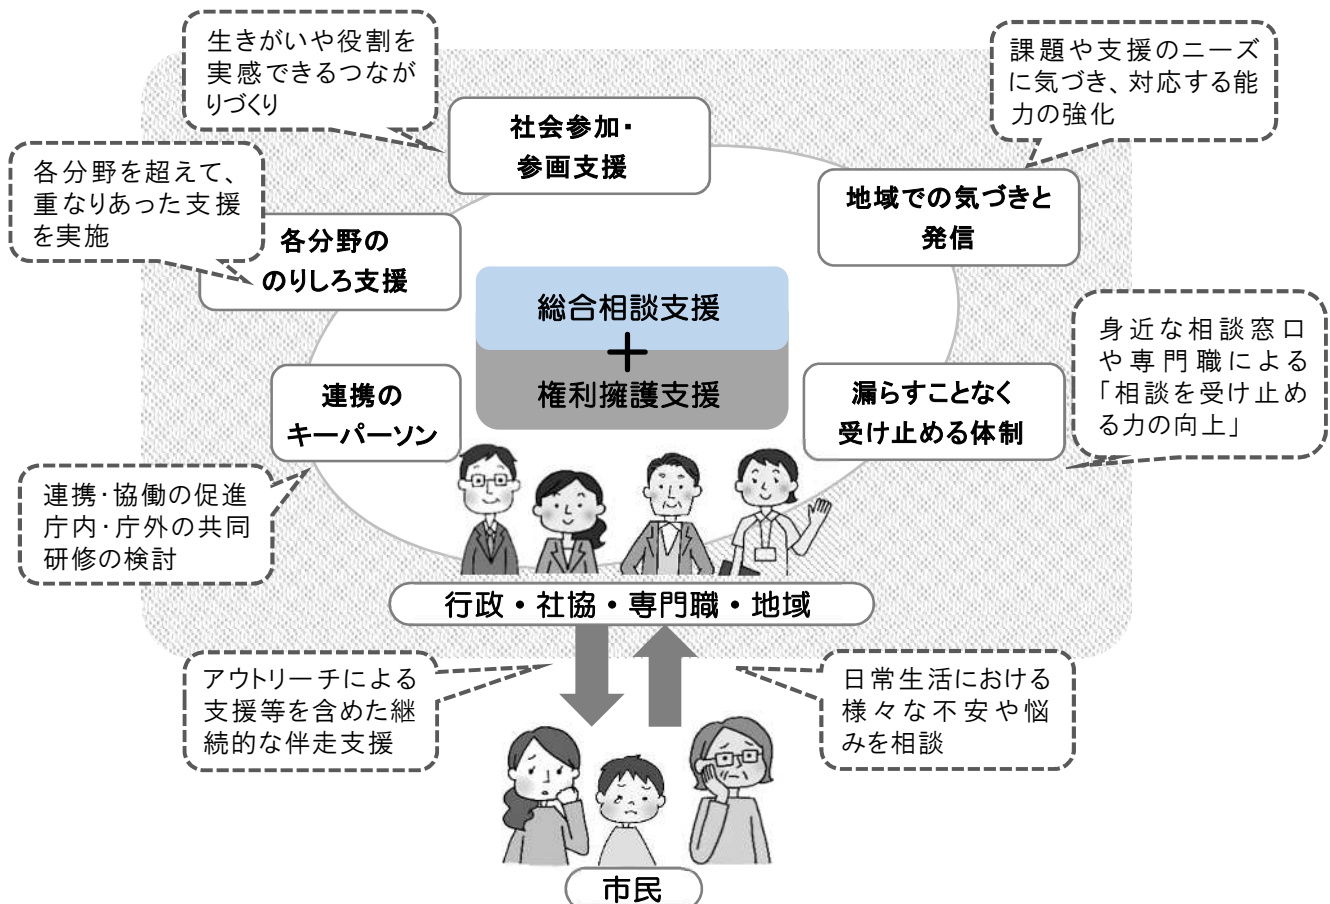 生きがいや役割を
実感できるつなが
りづくり
課題や支援のニーズ
に気づき、対応する能
力の強化
社会参加・
参画支援
各分野を超えて、
重なりあった支援
を実施
地域での気づきと
発信
各分野の
のりしろ支援
総合相談支援
+
権利擁護支援
身近な相談窓口
や専門職による
「相談を受け止め
る力の向上」
連携の
キーパーソン
漏らすことなく
受け止める体制
連携・協働の促進
庁内・庁外の共同
研修の検討
行政・社協・専門職・地域
アウトリーチによる
支援等を含めた継
続的な伴走支援
日常生活における
様々な不安や悩
みを相談
市民